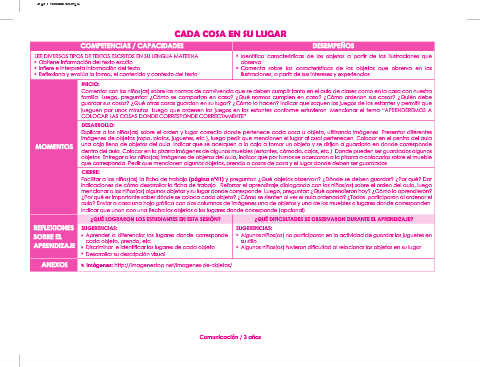 CADA COSA EN SU LUGAR
COMPETENCIAS / CAPACIDADES
DESEMPEÑOS
LEE DIVERSOS TIPOS DE TEXTOS ESCRITOS EN SU LENGUA MATERNA
• Obtiene información del texto escrito
• Infiere e interpreta información del texto
• Reflexiona y evalúa la forma, el contenido y contexto del texto
• Identifica características de los objetos a partir de las ilustraciones que observa
• Comenta sobre las características de los objetos que observa en las ilustraciones, a partir de sus intereses y experiencias
MOMENTOS
INICIO:
Comentar con los niños(as) sobre las normas de convivencia que se deben cumplir tanto en el aula de clases como en la casa con nuestra
familia. Luego, preguntar: ¿Cómo se comportan en casa? ¿Qué normas cumplen en casa? ¿Cómo ordenan sus cosas? ¿Quién debe
guardar sus cosas? ¿Qué otras cosas guardan en su lugar? ¿Cómo lo hacen? Indicar que saquen los juegos de los estantes y permitir que
jueguen por unos minutos. Luego que ordenen los juegos en los estantes conforme estuvieron. Mencionar el tema "APRENDEREMOS A
COLOCAR LAS COSAS DONDE CORRESPONDE CORRECTAMENTE"
DESARROLLO:
Explicar a los niños(as) sobre el orden y lugar correcto donde pertenece cada cosa u objeto, utilizando imágenes. Presentar diferentes
imágenes de objetos (ropa, platos, juguetes, etc.), luego pedir que mencionen el lugar al cual pertenecen. Colocar en el centro del aula
una caja llena de objetos del aula. Indicar que se acerquen a la caja a tomar un objeto y se dirijan a guardarlo en donde corresponde
dentro del aula. Colocar en la pizarra imágenes de algunos muebles (estantes, cómoda, cajas, etc.). Donde pueden ser guardados algunos
objetos. Entregar a los niños(as) imágenes de objetos del aula, indicar que por turnos se acercaran a la pizarra a colocarlos sobre el mueble
que corresponda. Pedir que mencionen algunos objetos, prenda o cosas de casa y el lugar donde deben ser guardados.
CIERRE:
Facilitar a los niños(as) la ficha de trabajo (página nº41) y preguntar: ¿Qué objetos observan? ¿Dónde se deben guardar? ¿Por qué? Dar
indicaciones de cómo desarrollar la ficha de trabajo. Retomar el aprendizaje dialogando con los niños(as) sobre el orden del aula. Luego
mencionar a los niños(as) algunos objetos y su lugar donde corresponde. Luego, preguntar: ¿Qué aprendieron hoy? ¿Cómo lo aprendieron?
¿Por qué es importante saber dónde se coloca cada objeto? ¿Cómo se sienten al ver el aula ordenada? ¿Todos participaron al ordenar el
aula? Enviar a casa una hoja gráfica con dos columnas de imágenes una de objetos y una de los muebles o lugares donde corresponden.
Indicar que unan con una flecha los objetos a los lugares donde corresponde (opcional)
REFLEXIONES SOBRE EL APRENDIZAJE
¿QUÉ LOGRARON LOS ESTUDIANTES EN ESTA SESIÓN?
¿QUÉ DIFICULTADES SE OBSERVARON DURANTE EL APRENDIZAJE?
SUGERENCIAS:
• Aprender a diferenciar los lugares donde corresponde cada objeto, prenda, etc.
• Discriminar e identificar los lugares de cada objeto
• Desarrollar su descripción visual
SUGERENCIAS:
• Algunos niños(as) no participaron en la actividad de guardar los juguetes en su sitio
• Algunos niños(as) tuvieron dificultad al relacionar los objetos en su lugar
ANEXOS
• Imágenes: http://imagenestop.net/imagenes-de-objetos/
Comunicación / 3 años